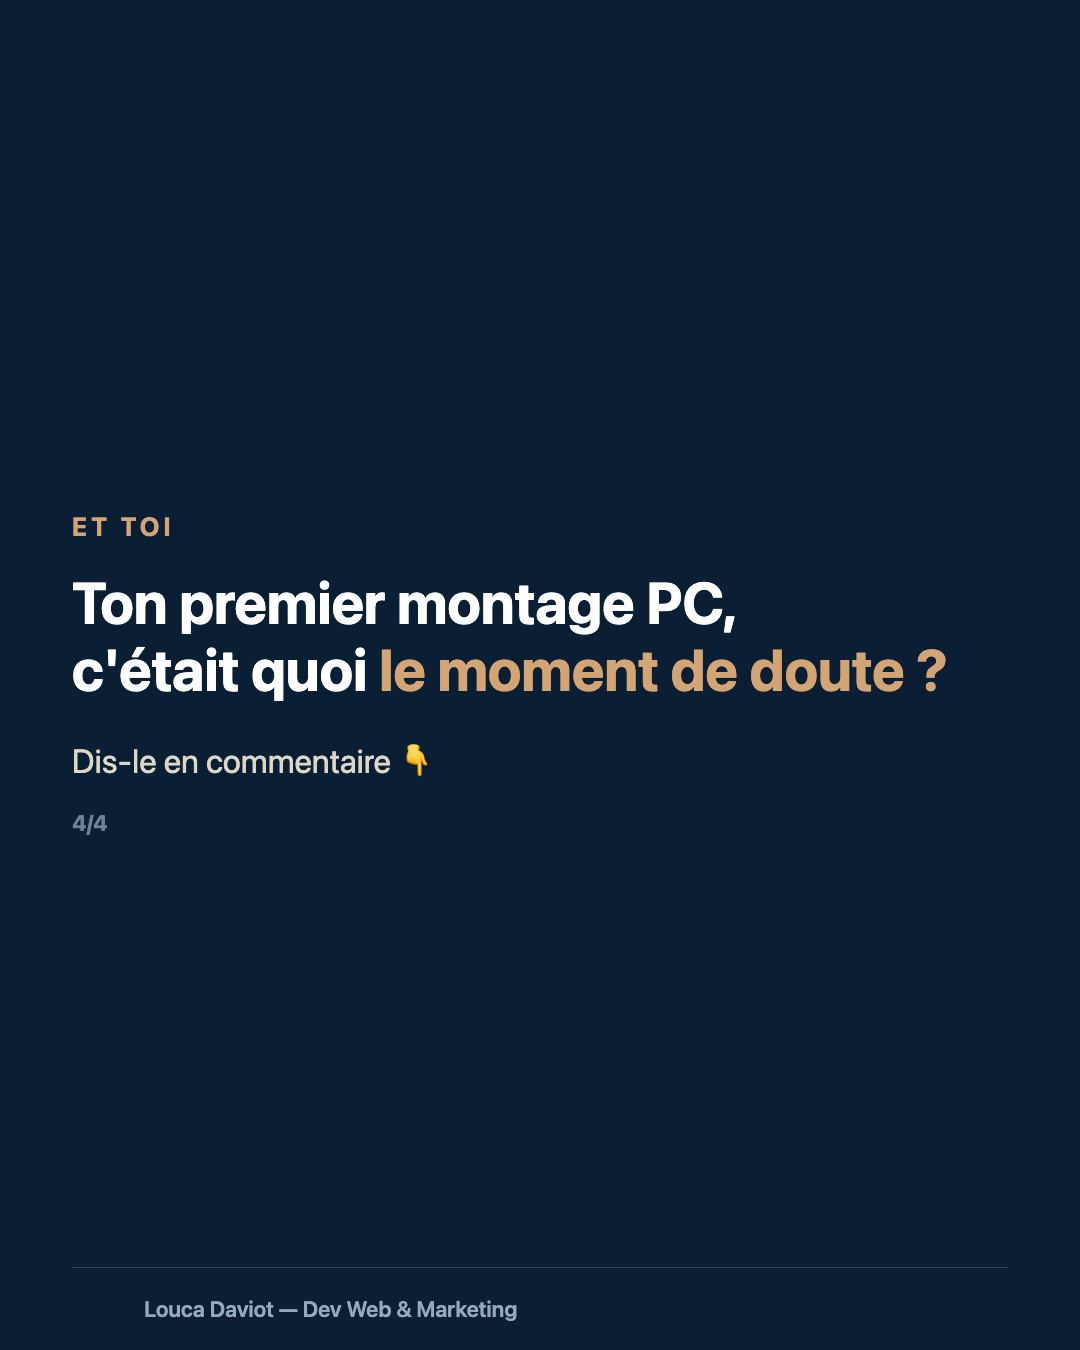 ET TOI
Ton premier montage PC,
c'était quoi le moment de doute ?
Dis-le en commentaire 👇
4/4
Louca Daviot — Dev Web & Marketing